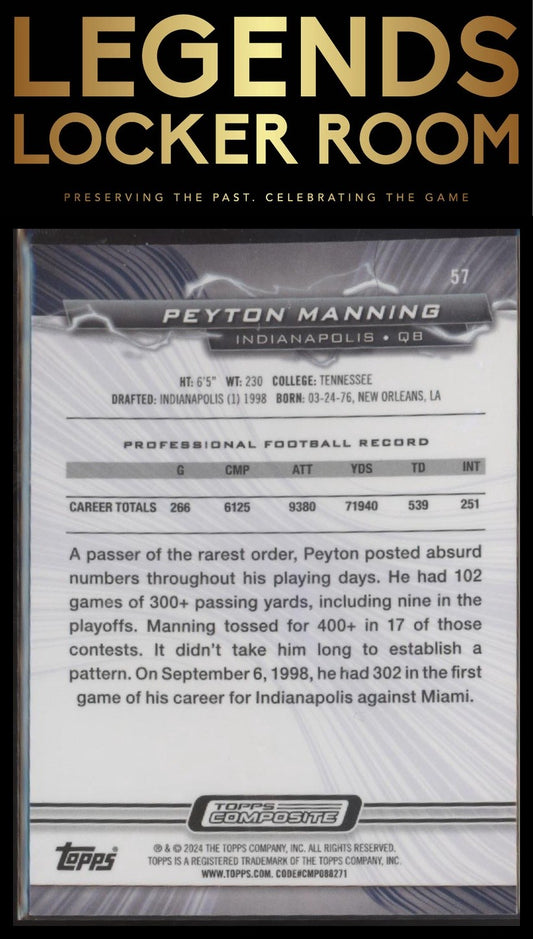 LEGENDS
LOCKER ROOM
PRESERVING THE PAST. CELEBRATING THE GAME
57
PEYTON MANNING
INDIANAPOLIS • QB
HT: 6'5" WT: 230 COLLEGE: TENNESSEE
DRAFTED: INDIANAPOLIS (1) 1998 BORN: 03-24-76, NEW ORLEANS, LA
PROFESSIONAL FOOTBALL RECORD
G CMP ATT YDS TD INT
CAREER TOTALS 266 6125 9380 71940 539 251
A passer of the rarest order, Peyton posted absurd
numbers throughout his playing days. He had 102
games of 300+ passing yards, including nine in the
playoffs. Manning tossed for 400+ in 17 of those
contests. It didn't take him long to establish a
pattern. On September 6, 1998, he had 302 in the first
game of his career for Indianapolis against Miami.
TOPPS
COMPOSITE
Topps®
® & © 2024 THE TOPPS COMPANY, INC. ALL RIGHTS RESERVED.
TOPPS IS A REGISTERED TRADEMARK OF THE TOPPS COMPANY, INC.
WWW.TOPPS.COM. CODE#CMP088271